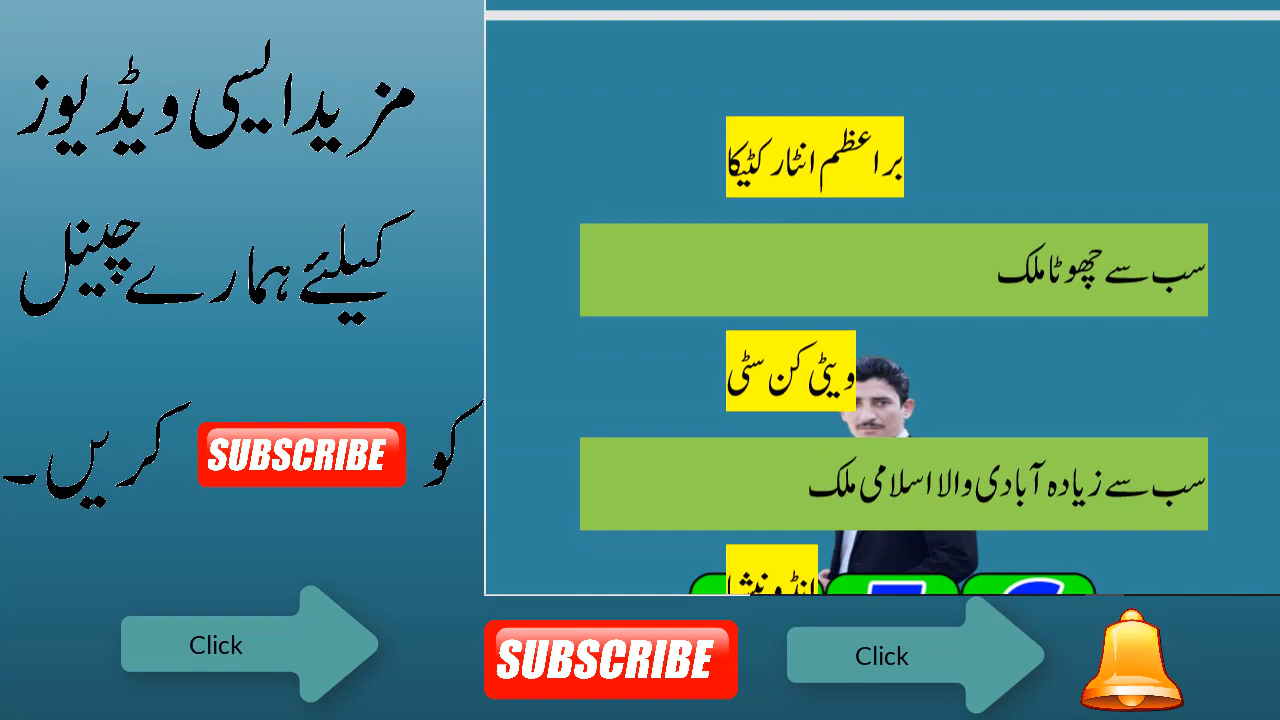 مزید ایسی ویڈیوز
کیلئے ہمارے چینل
کو SUBSCRIBE کریں۔
براعظم انٹارکٹیکا
سب سے چھوٹا ملک
ویٹی کن سٹی
سب سے زیادہ آبادی والا اسلامی ملک
انڈونیشا
Click
SUBSCRIBE
Click